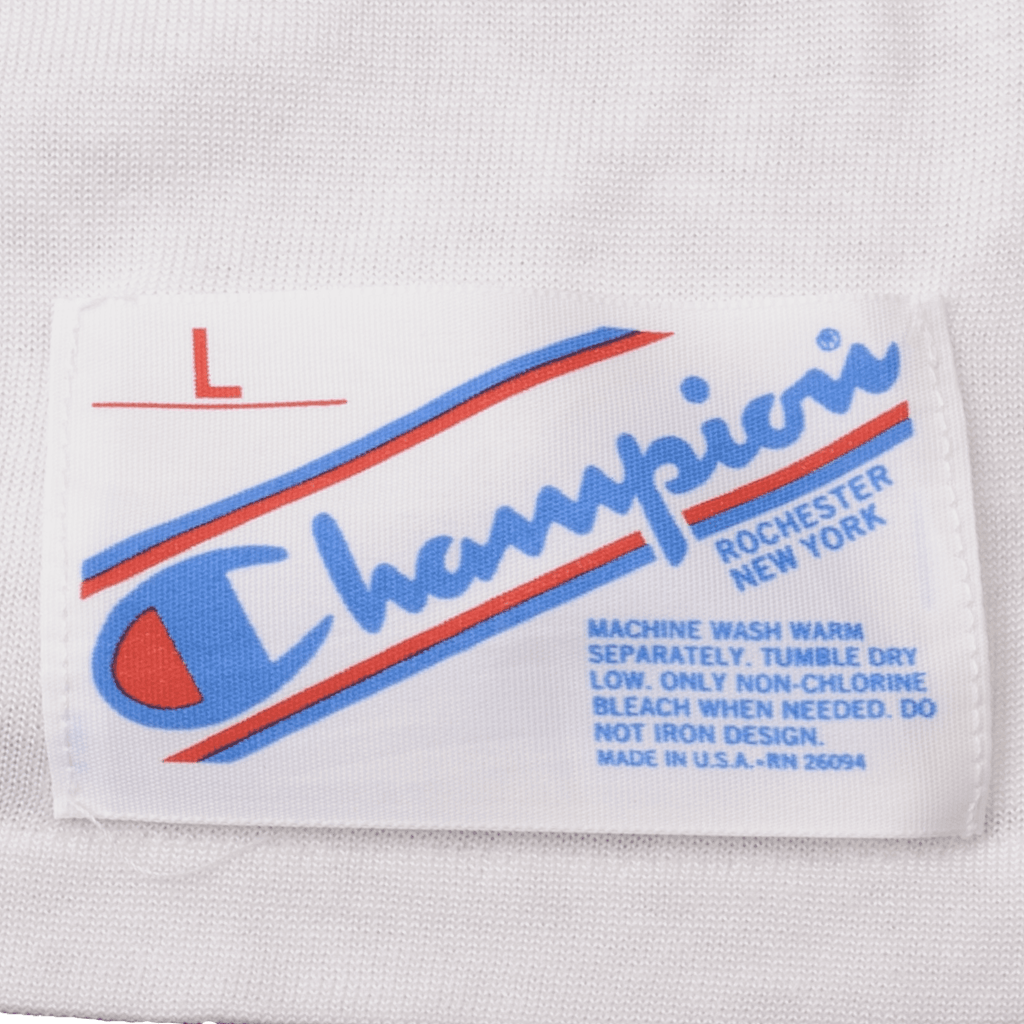 L
Champion®
ROCHESTER
NEW YORK
MACHINE WASH WARM
SEPARATELY. TUMBLE DRY
LOW. ONLY NON-CHLORINE
BLEACH WHEN NEEDED. DO
NOT IRON DESIGN.
MADE IN U.S.A.-RN 26094